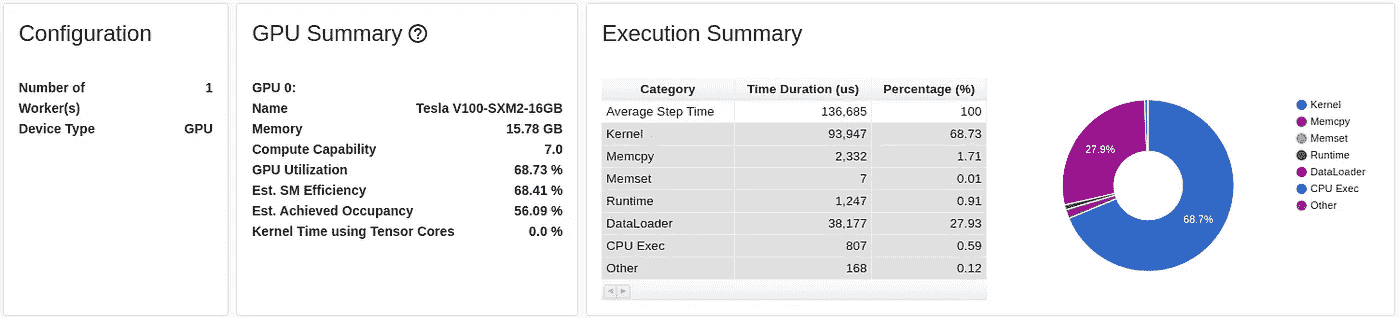 Configuration
Number of 1
Worker(s)
Device Type GPU
GPU Summary ?
GPU 0:
Name Tesla V100-SXM2-16GB
Memory 15.78 GB
Compute Capability 7.0
GPU Utilization 68.73 %
Est. SM Efficiency 68.41 %
Est. Achieved Occupancy 56.09 %
Kernel Time using Tensor Cores 0.0 %
Execution Summary
Category Time Duration (us) Percentage (%)
Average Step Time 136,685 100
Kernel 93,947 68.73
Memcpy 2,332 1.71
Memset 7 0.01
Runtime 1,247 0.91
DataLoader 38,177 27.93
CPU Exec 807 0.59
Other 168 0.12
27.9%
68.7%
Kernel
Memcpy
Memset
Runtime
DataLoader
CPU Exec
Other